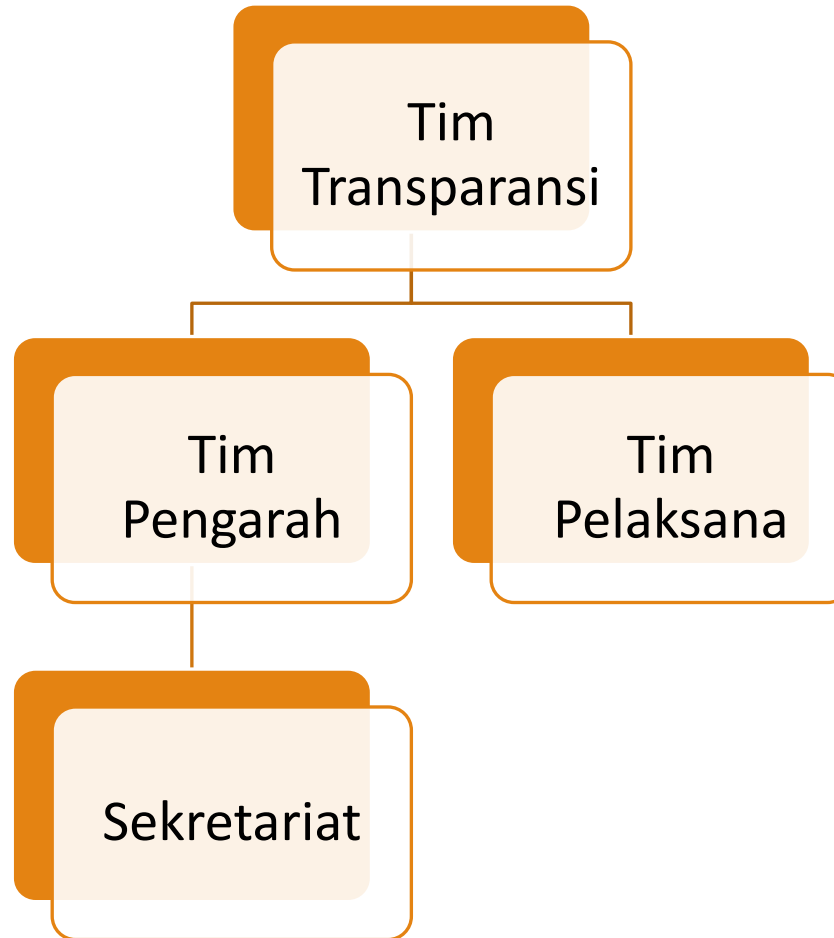 Tim
Transparansi
Tim
Pengarah
Tim
Pelaksana
Sekretariat